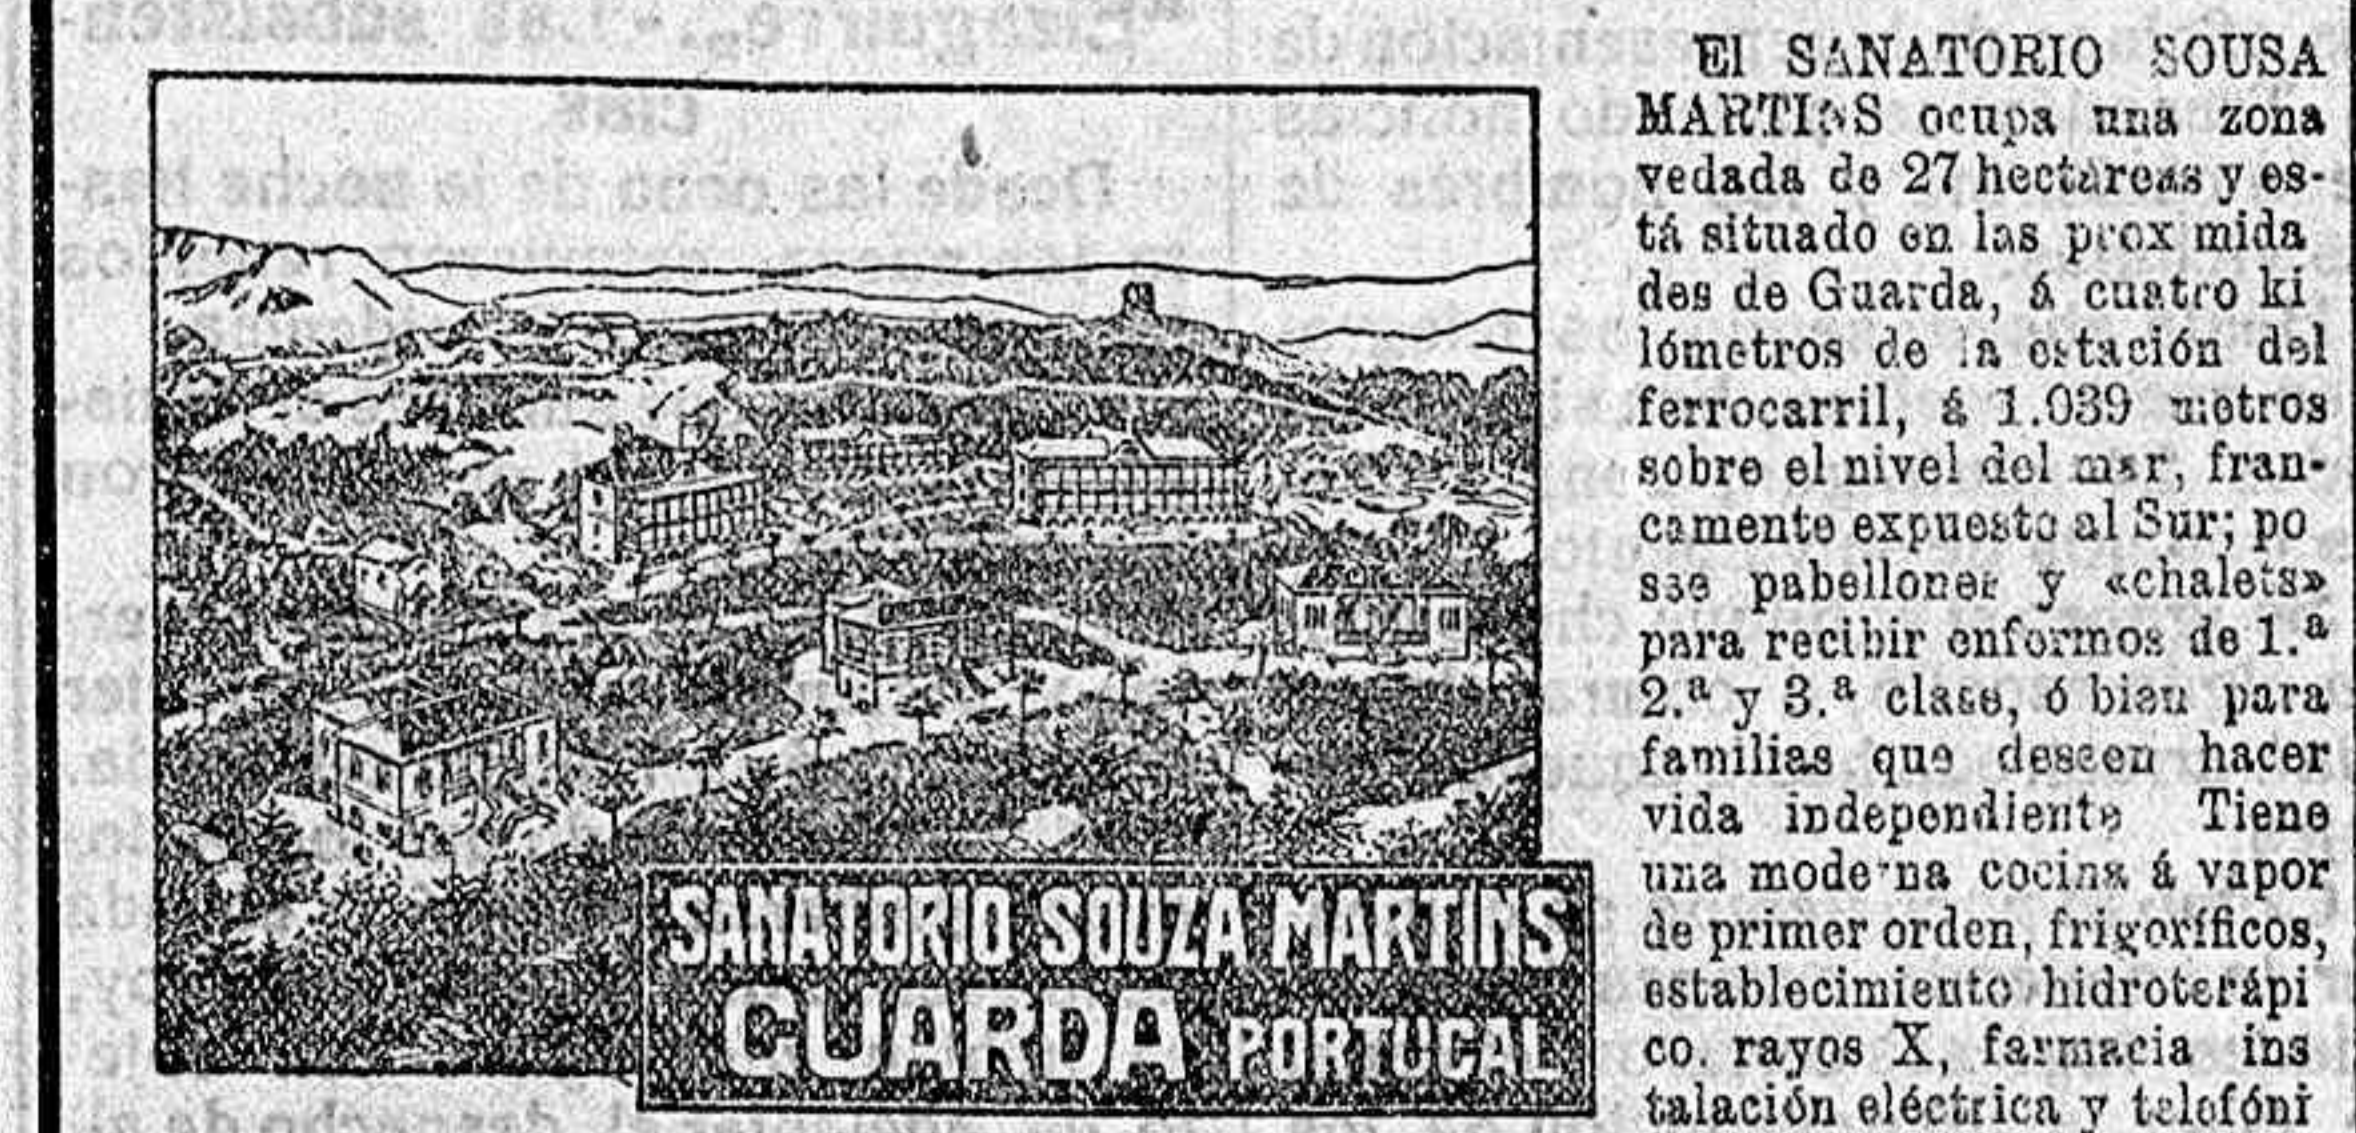 SANATORIO SOUZA MARTINS
GUARDA PORTUGAL
El SANATORIO SOUSA
MARTINS ocupa una zona
vedada de 27 hectáreas y es-
tá situado en las prox mida
des de Guarda, á cuatro ki
lómetros de la estación del
ferrocarril, á 1.039 metros
sobre el nivel del mar, fran-
camente expuesto al Sur; po
see pabellones y «chalets»
para recibir enfermos de 1.ª
2.ª y 3.ª clase, ó bien para
familias que deseen hacer
vida independiente Tiene
una moderna cocina á vapor
de primer orden, frigoríficos,
establecimiento hidroterápi
co. rayos X, farmacia ins
talación eléctrica y telefóni